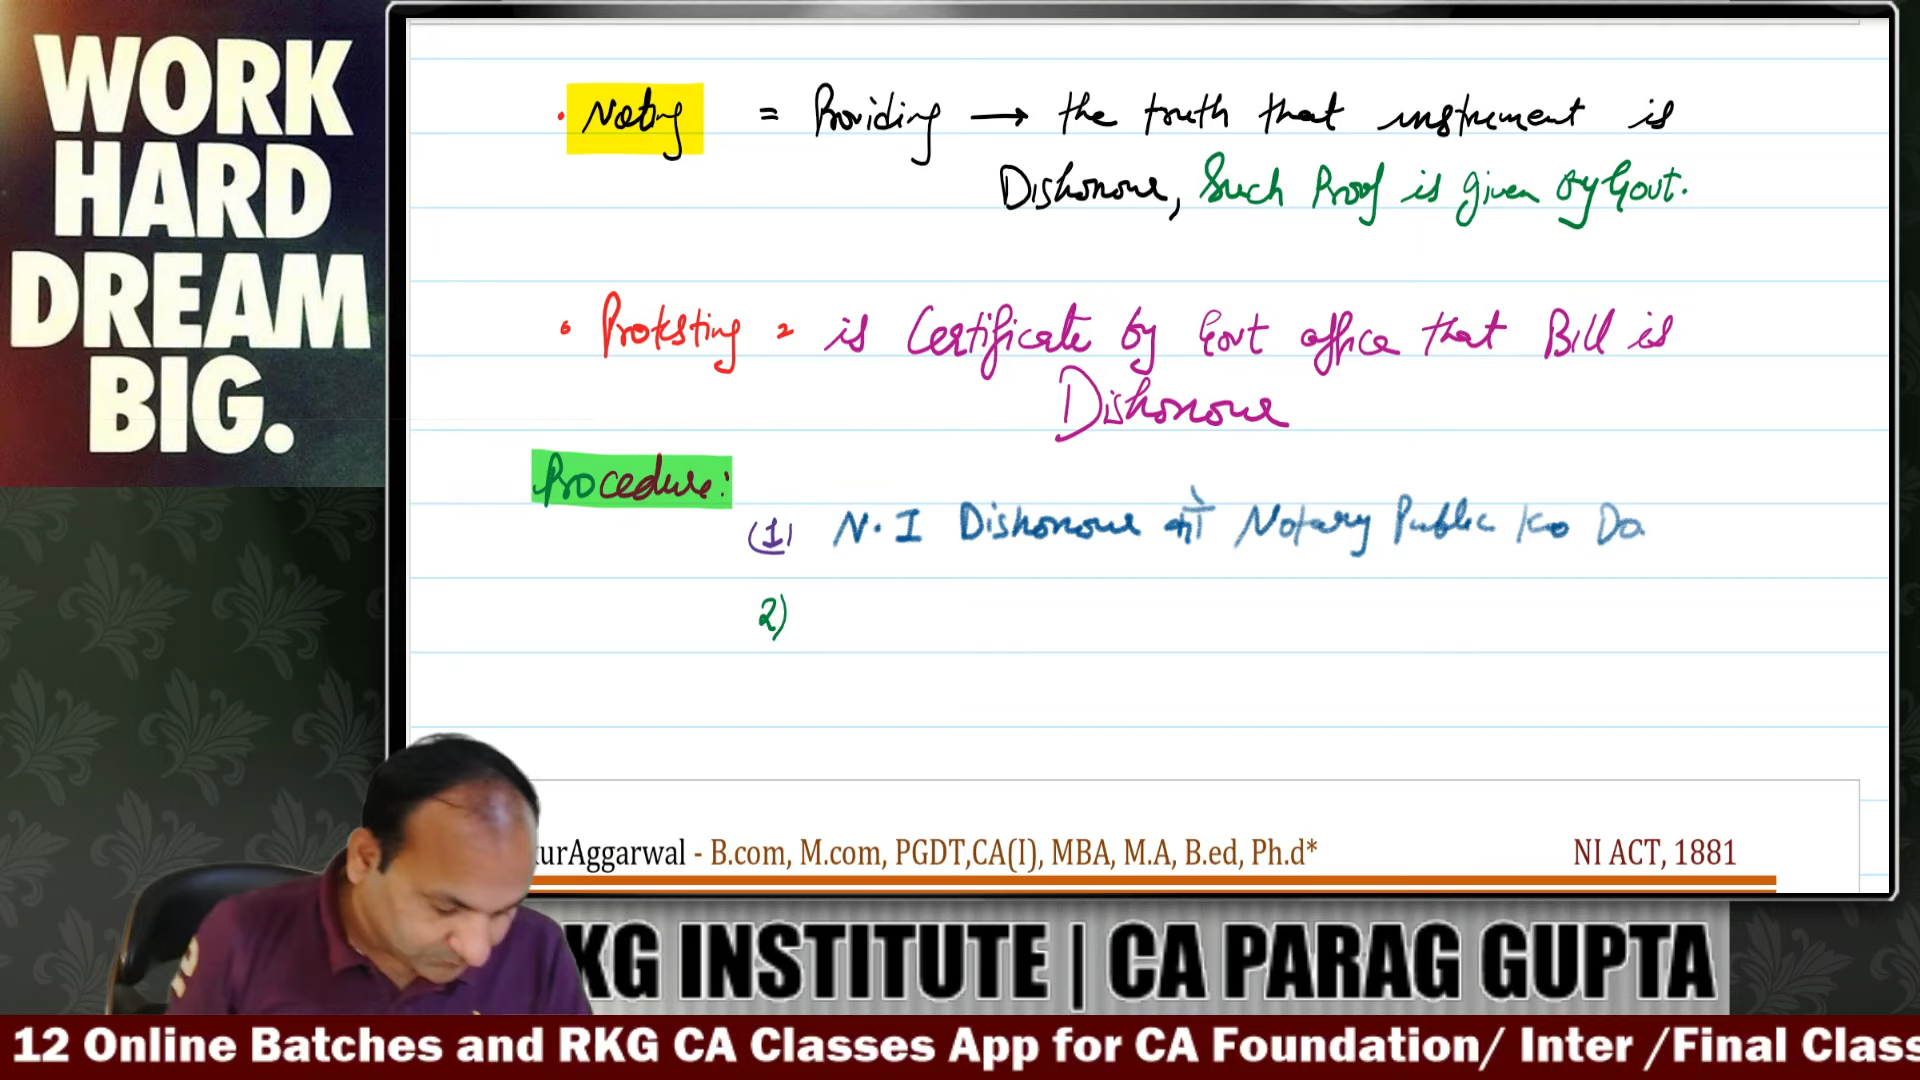 WORK
HARD
DREAM
BIG.
• Noting = Providing → the truth that instrument is
Dishonour, Such Proof is given by Govt.
• Protesting = is Certificate by Govt office that Bill is
Dishonour
Procedure:
(1) N.I Dishonour Notary Public Ko Do
2)
urAggarwal - B.com, M.com, PGDT,CA(I), MBA, M.A, B.ed, Ph.d* NI ACT, 1881
KG INSTITUTE | CA PARAG GUPTA
12 Online Batches and RKG CA Classes App for CA Foundation/ Inter /Final Class